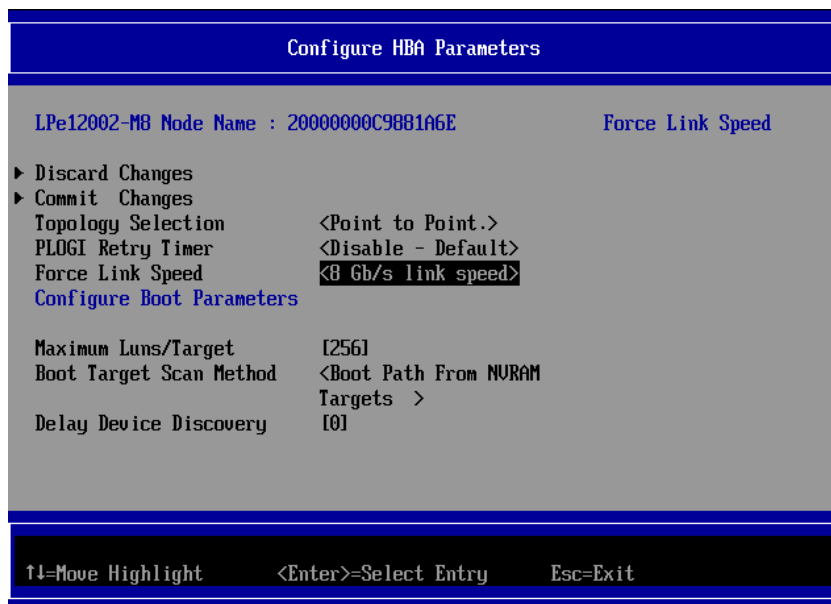 Configure HBA Parameters
LPe12002-M8 Node Name : 20000000C9881A6E Force Link Speed
▶ Discard Changes
▶ Commit Changes
Topology Selection <Point to Point.>
PLOGI Retry Timer <Disable - Default>
Force Link Speed <8 Gb/s link speed>
Configure Boot Parameters
Maximum Luns/Target [256]
Boot Target Scan Method <Boot Path From NVRAM
Targets >
Delay Device Discovery [0]
↑↓=Move Highlight <Enter>=Select Entry Esc=Exit